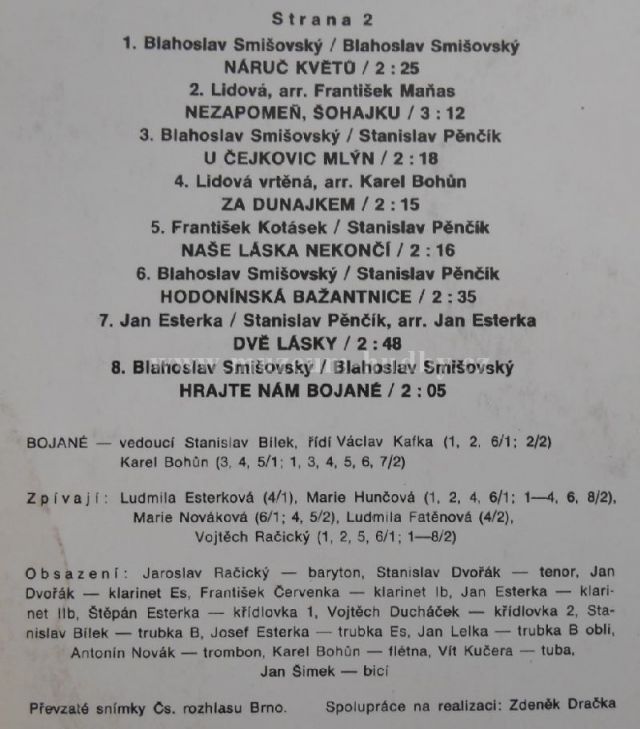 Strana 2
1. Blahoslav Smišovský / Blahoslav Smišovský
NÁRUČ KVĚTŮ / 2 : 25
2. Lidová, arr. František Maňas
NEZAPOMEŇ, ŠOHAJKU / 3 : 12
3. Blahoslav Smišovský / Stanislav Pěnčík
U ČEJKOVIC MLÝN / 2 : 18
4. Lidová vrtěná, arr. Karel Bohůn
ZA DUNAJKEM / 2 : 15
5. František Kotásek / Stanislav Pěnčík
NAŠE LÁSKA NEKONČÍ / 2 : 16
6. Blahoslav Smišovský / Stanislav Pěnčík
HODONÍNSKÁ BAŽANTNICE / 2 : 35
7. Jan Esterka / Stanislav Pěnčík, arr. Jan Esterka
DVĚ LÁSKY / 2 : 48
www.muzeum-hudby.cz
8. Blahoslav Smišovský / Blahoslav Smišovský
HRAJTE NÁM BOJANÉ / 2 : 05
BOJANÉ — vedoucí Stanislav Bílek, řídí Václav Kafka (1, 2, 6/1; 2/2)
Karel Bohůn (3, 4, 5/1; 1, 3, 4, 5, 6, 7/2)
Zpívají: Ludmila Esterková (4/1), Marie Hunčová (1, 2, 4, 6/1; 1—4, 6, 8/2),
Marie Nováková (6/1; 4, 5/2), Ludmila Fatěnová (4/2),
Vojtěch Račický (1, 2, 5, 6/1; 1—8/2)
Obsazení: Jaroslav Račický — baryton, Stanislav Dvořák — tenor, Jan
Dvořák — klarinet Es, František Červenka — klarinet Ib, Jan Esterka — klari-
net IIb, Štěpán Esterka — křídlovka 1, Vojtěch Ducháček — křídlovka 2, Sta-
nislav Bílek — trubka B, Josef Esterka — trubka Es, Jan Lelka — trubka B obli,
Antonín Novák — trombon, Karel Bohůn — flétna, Vít Kučera — tuba,
Jan Šimek — bicí
Převzaté snímky Čs. rozhlasu Brno. Spolupráce na realizaci: Zdeněk Dračka